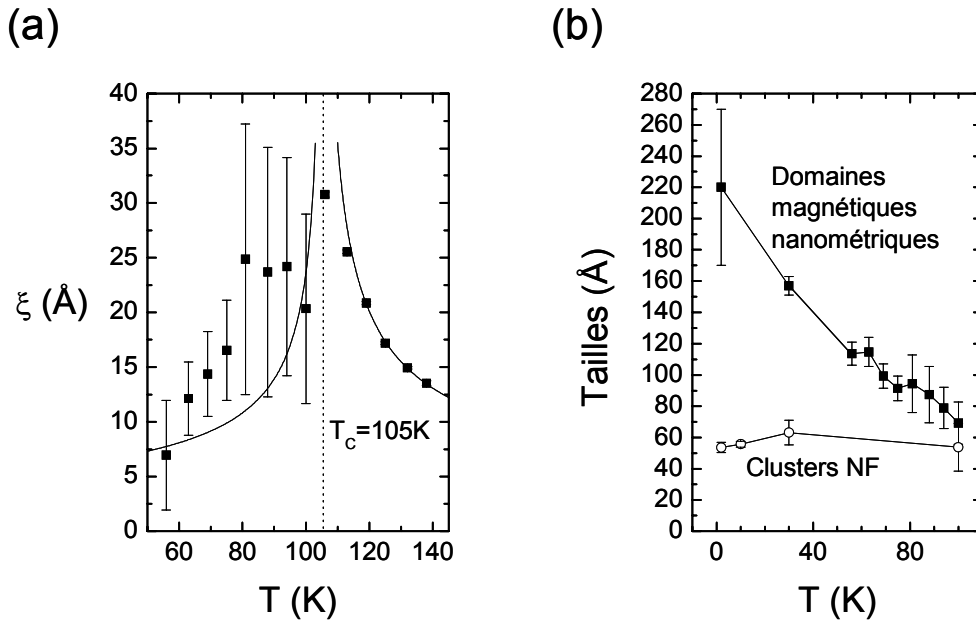 (a)
(b)
40
35
30
25
20
15
10
5
0
ξ (Å)
60 80 100 120 140
T (K)
T_C=105K
280
260
240
220
200
180
160
140
120
100
80
60
40
20
0
Tailles (Å)
Domaines
magnétiques
nanométriques
Clusters NF
0 40 80
T (K)